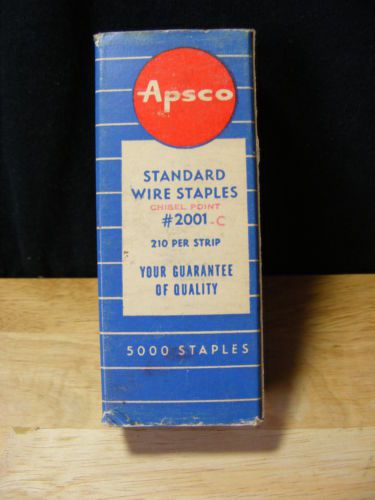 Apsco
STANDARD
WIRE STAPLES
CHISEL POINT
#2001-C
210 PER STRIP
YOUR GUARANTEE
OF QUALITY
5000 STAPLES